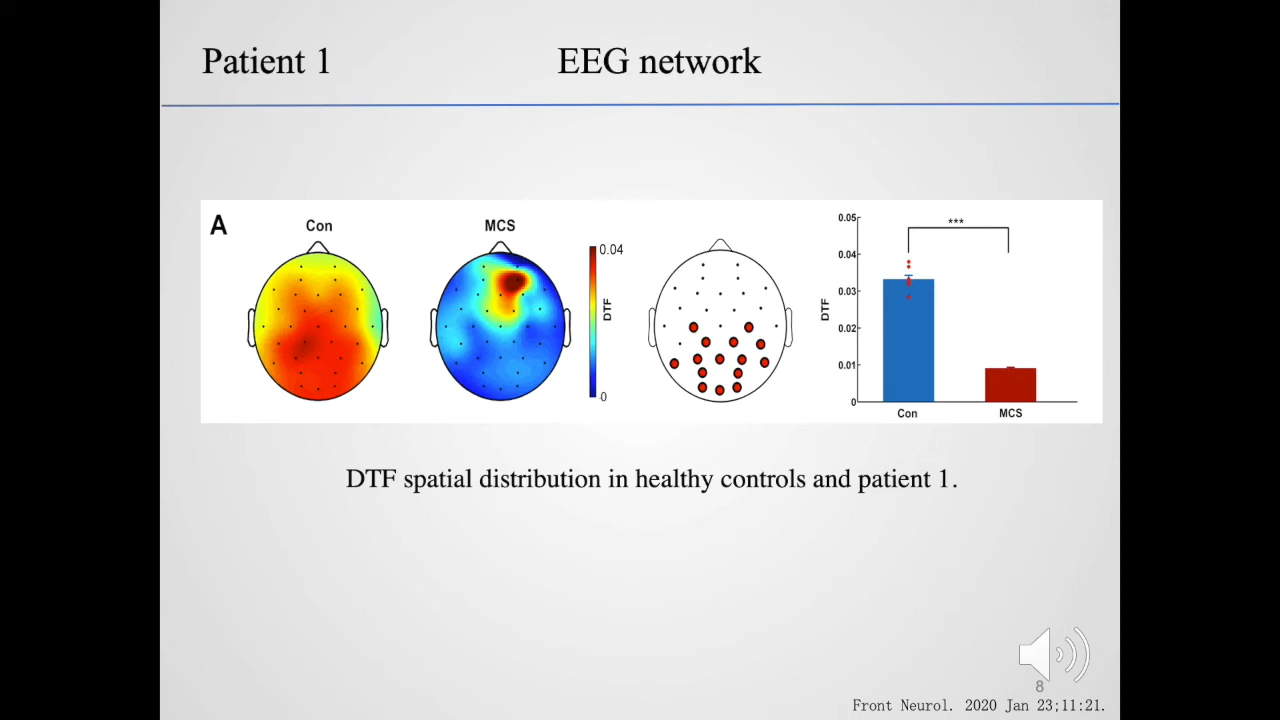 Patient 1 EEG network
A
Con
MCS
0.04
DTF
0
***
DTF
0.05
0.04
0.03
0.02
0.01
0
Con
MCS
DTF spatial distribution in healthy controls and patient 1.
8
Front Neurol. 2020 Jan 23;11:21.